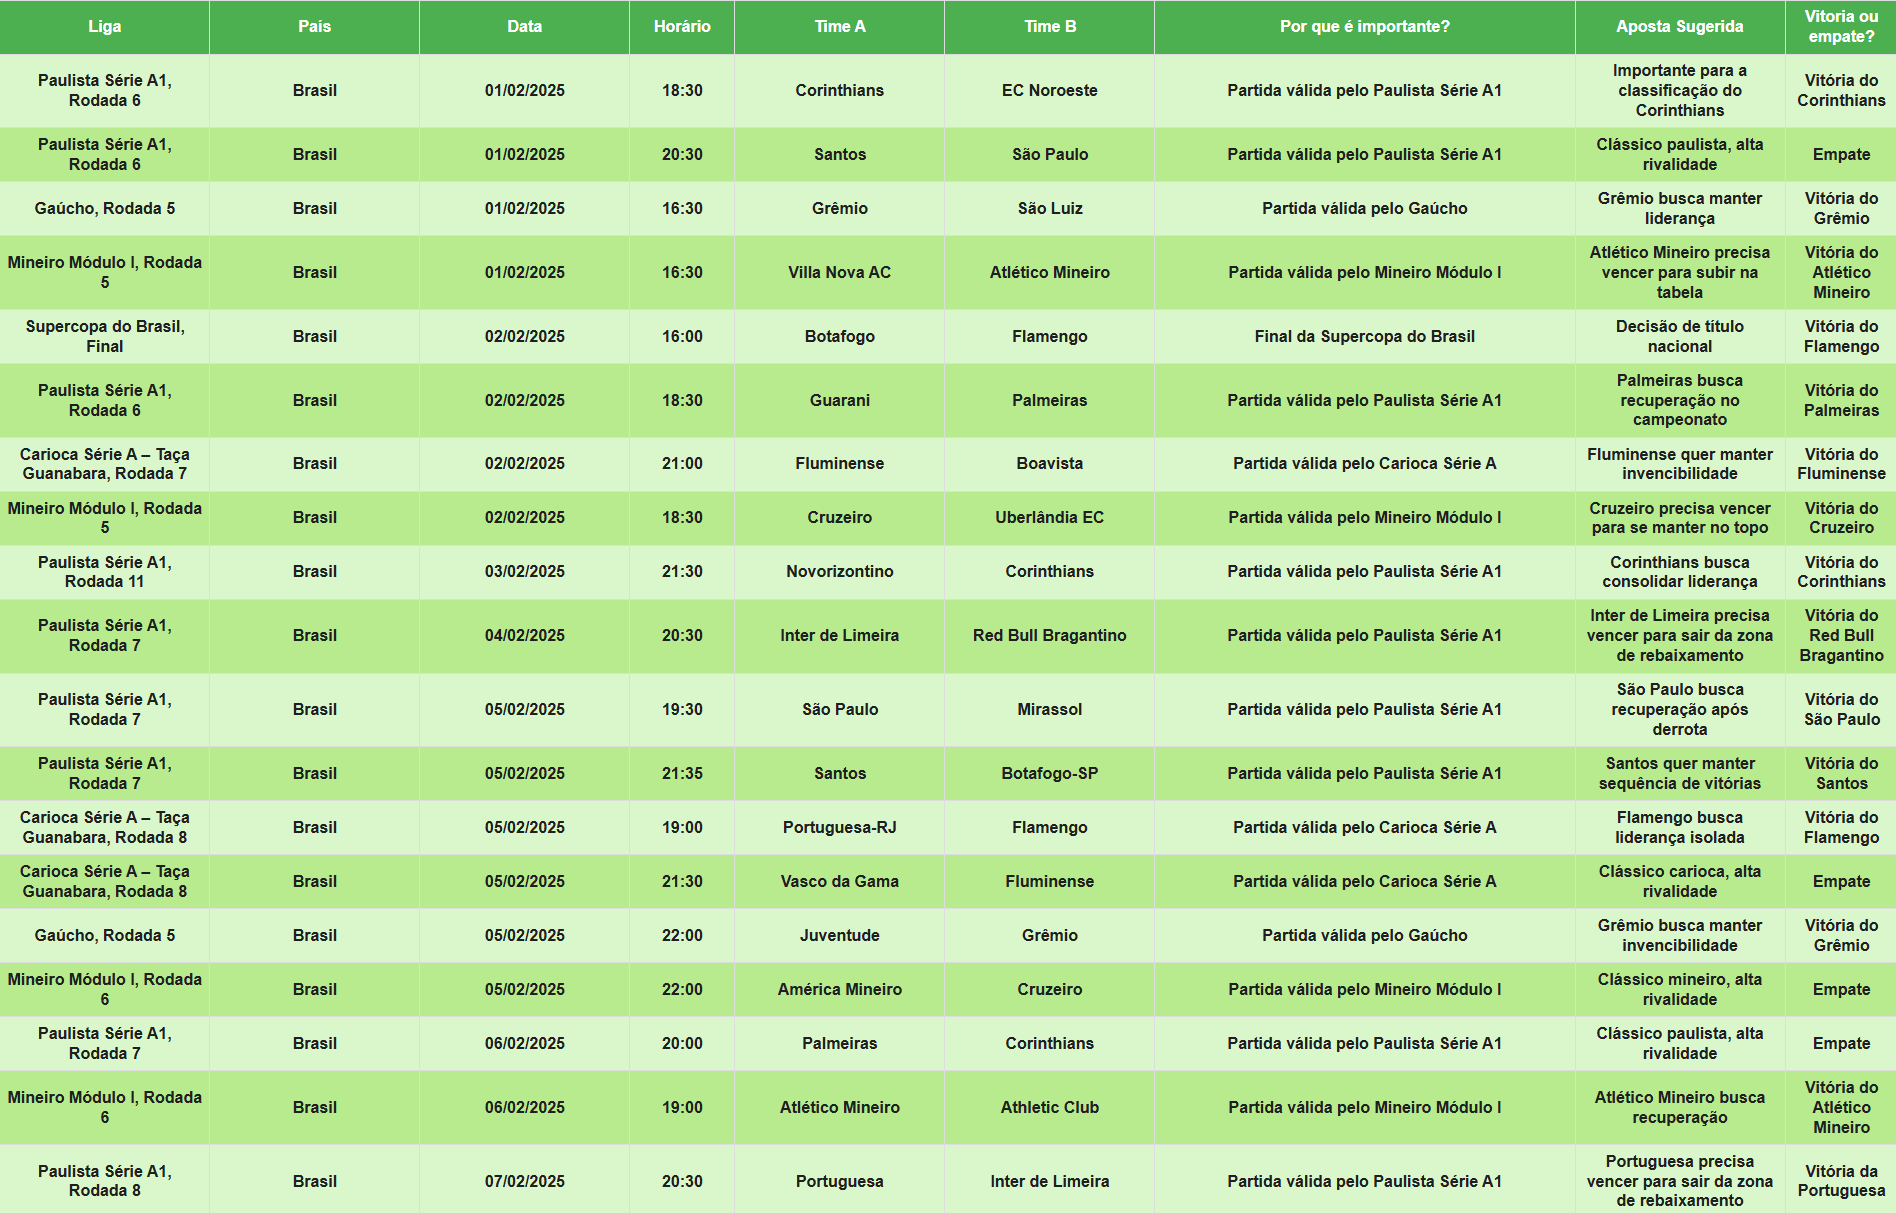 Liga País Data Horário Time A Time B Por que é importante? Aposta Sugerida Vitoria ou
empate?
Paulista Série A1,
Rodada 6
Brasil 01/02/2025 18:30 Corinthians EC Noroeste Partida válida pelo Paulista Série A1
Importante para a
classificação do
Corinthians
Vitória do
Corinthians
Paulista Série A1,
Rodada 6
Brasil 01/02/2025 20:30 Santos São Paulo Partida válida pelo Paulista Série A1
Clássico paulista, alta
rivalidade
Empate
Gaúcho, Rodada 5 Brasil 01/02/2025 16:30 Grêmio São Luiz Partida válida pelo Gaúcho
Grêmio busca manter
liderança
Vitória do
Grêmio
Mineiro Módulo I, Rodada
5
Brasil 01/02/2025 16:30 Villa Nova AC Atlético Mineiro Partida válida pelo Mineiro Módulo I
Atlético Mineiro precisa
vencer para subir na
tabela
Vitória do
Atlético
Mineiro
Supercopa do Brasil,
Final
Brasil 02/02/2025 16:00 Botafogo Flamengo Final da Supercopa do Brasil
Decisão de título
nacional
Vitória do
Flamengo
Paulista Série A1,
Rodada 6
Brasil 02/02/2025 18:30 Guarani Palmeiras Partida válida pelo Paulista Série A1
Palmeiras busca
recuperação no
campeonato
Vitória do
Palmeiras
Carioca Série A – Taça
Guanabara, Rodada 7
Brasil 02/02/2025 21:00 Fluminense Boavista Partida válida pelo Carioca Série A
Fluminense quer manter
invencibilidade
Vitória do
Fluminense
Mineiro Módulo I, Rodada
5
Brasil 02/02/2025 18:30 Cruzeiro Uberlândia EC Partida válida pelo Mineiro Módulo I
Cruzeiro precisa vencer
para se manter no topo
Vitória do
Cruzeiro
Paulista Série A1,
Rodada 11
Brasil 03/02/2025 21:30 Novorizontino Corinthians Partida válida pelo Paulista Série A1
Corinthians busca
consolidar liderança
Vitória do
Corinthians
Paulista Série A1,
Rodada 7
Brasil 04/02/2025 20:30 Inter de Limeira Red Bull Bragantino Partida válida pelo Paulista Série A1
Inter de Limeira precisa
vencer para sair da zona
de rebaixamento
Vitória do
Red Bull
Bragantino
Paulista Série A1,
Rodada 7
Brasil 05/02/2025 19:30 São Paulo Mirassol Partida válida pelo Paulista Série A1
São Paulo busca
recuperação após
derrota
Vitória do
São Paulo
Paulista Série A1,
Rodada 7
Brasil 05/02/2025 21:35 Santos Botafogo-SP Partida válida pelo Paulista Série A1
Santos quer manter
sequência de vitórias
Vitória do
Santos
Carioca Série A – Taça
Guanabara, Rodada 8
Brasil 05/02/2025 19:00 Portuguesa-RJ Flamengo Partida válida pelo Carioca Série A
Flamengo busca
liderança isolada
Vitória do
Flamengo
Carioca Série A – Taça
Guanabara, Rodada 8
Brasil 05/02/2025 21:30 Vasco da Gama Fluminense Partida válida pelo Carioca Série A
Clássico carioca, alta
rivalidade
Empate
Gaúcho, Rodada 5 Brasil 05/02/2025 22:00 Juventude Grêmio Partida válida pelo Gaúcho
Grêmio busca manter
invencibilidade
Vitória do
Grêmio
Mineiro Módulo I, Rodada
6
Brasil 05/02/2025 22:00 América Mineiro Cruzeiro Partida válida pelo Mineiro Módulo I
Clássico mineiro, alta
rivalidade
Empate
Paulista Série A1,
Rodada 7
Brasil 06/02/2025 20:00 Palmeiras Corinthians Partida válida pelo Paulista Série A1
Clássico paulista, alta
rivalidade
Empate
Mineiro Módulo I, Rodada
6
Brasil 06/02/2025 19:00 Atlético Mineiro Athletic Club Partida válida pelo Mineiro Módulo I
Atlético Mineiro busca
recuperação
Vitória do
Atlético
Mineiro
Paulista Série A1,
Rodada 8
Brasil 07/02/2025 20:30 Portuguesa Inter de Limeira Partida válida pelo Paulista Série A1
Portuguesa precisa
vencer para sair da zona
de rebaixamento
Vitória da
Portuguesa